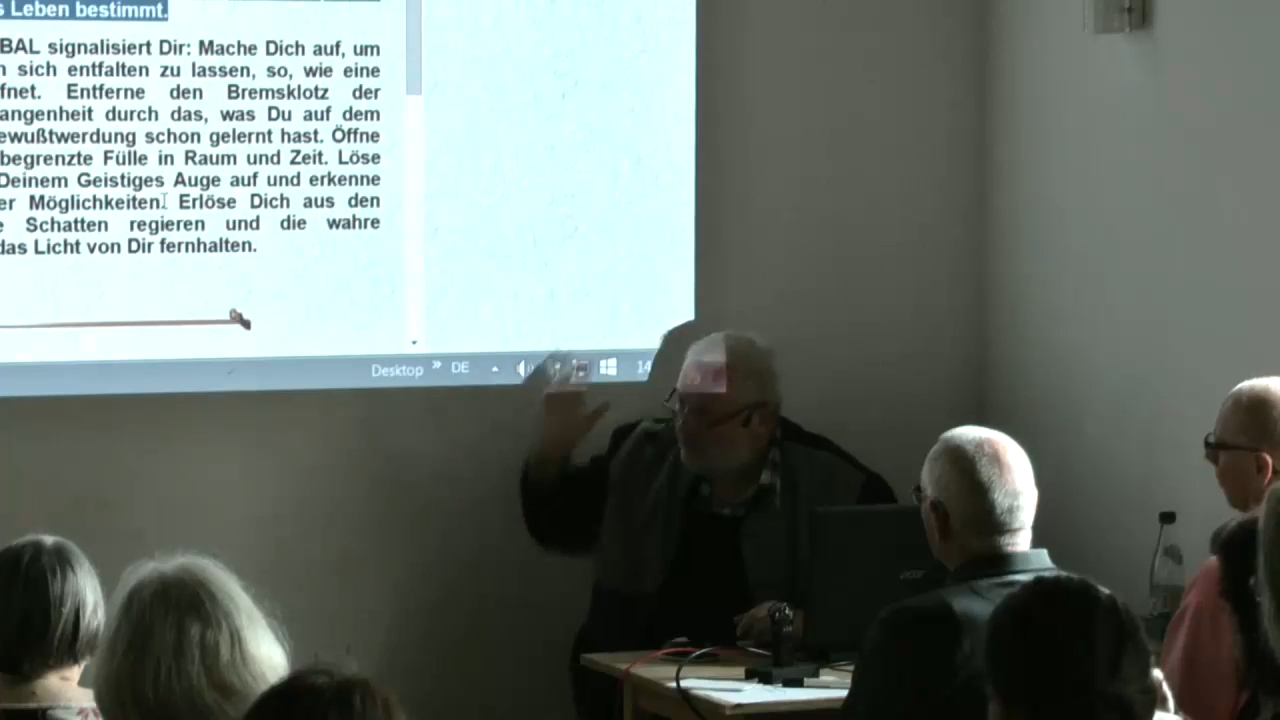 s Leben bestimmt.
BAL signalisiert Dir: Mache Dich auf, um
n sich entfalten zu lassen, so, wie eine
fnet. Entferne den Bremsklotz der
angenheit durch das, was Du auf dem
ewußtwerdung schon gelernt hast. Öffne
begrenzte Fülle in Raum und Zeit. Löse
Deinem Geistiges Auge auf und erkenne
er Möglichkeiten. Erlöse Dich aus den
e Schatten regieren und die wahre
das Licht von Dir fernhalten.
Desktop » DE 14
acer